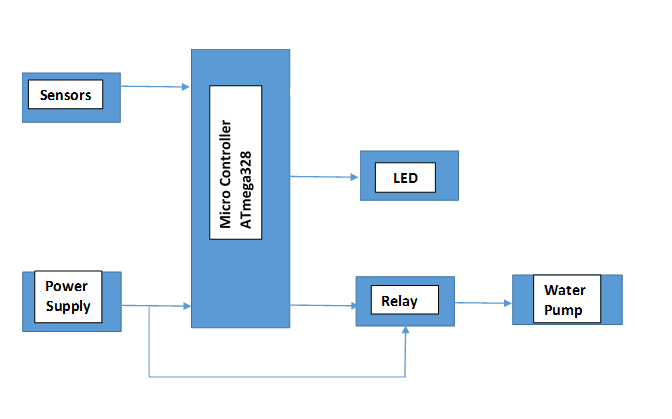 Sensors
Micro Controller
ATmega328
LED
Power
Supply
Relay
Water
Pump